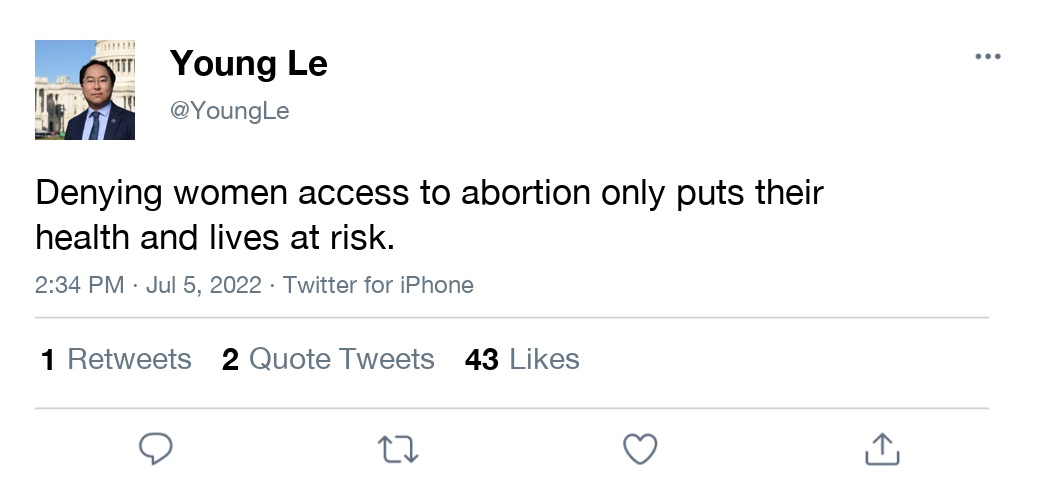 Young Le
@YoungLe
Denying women access to abortion only puts their
health and lives at risk.
2:34 PM · Jul 5, 2022 · Twitter for iPhone
1 Retweets 2 Quote Tweets 43 Likes